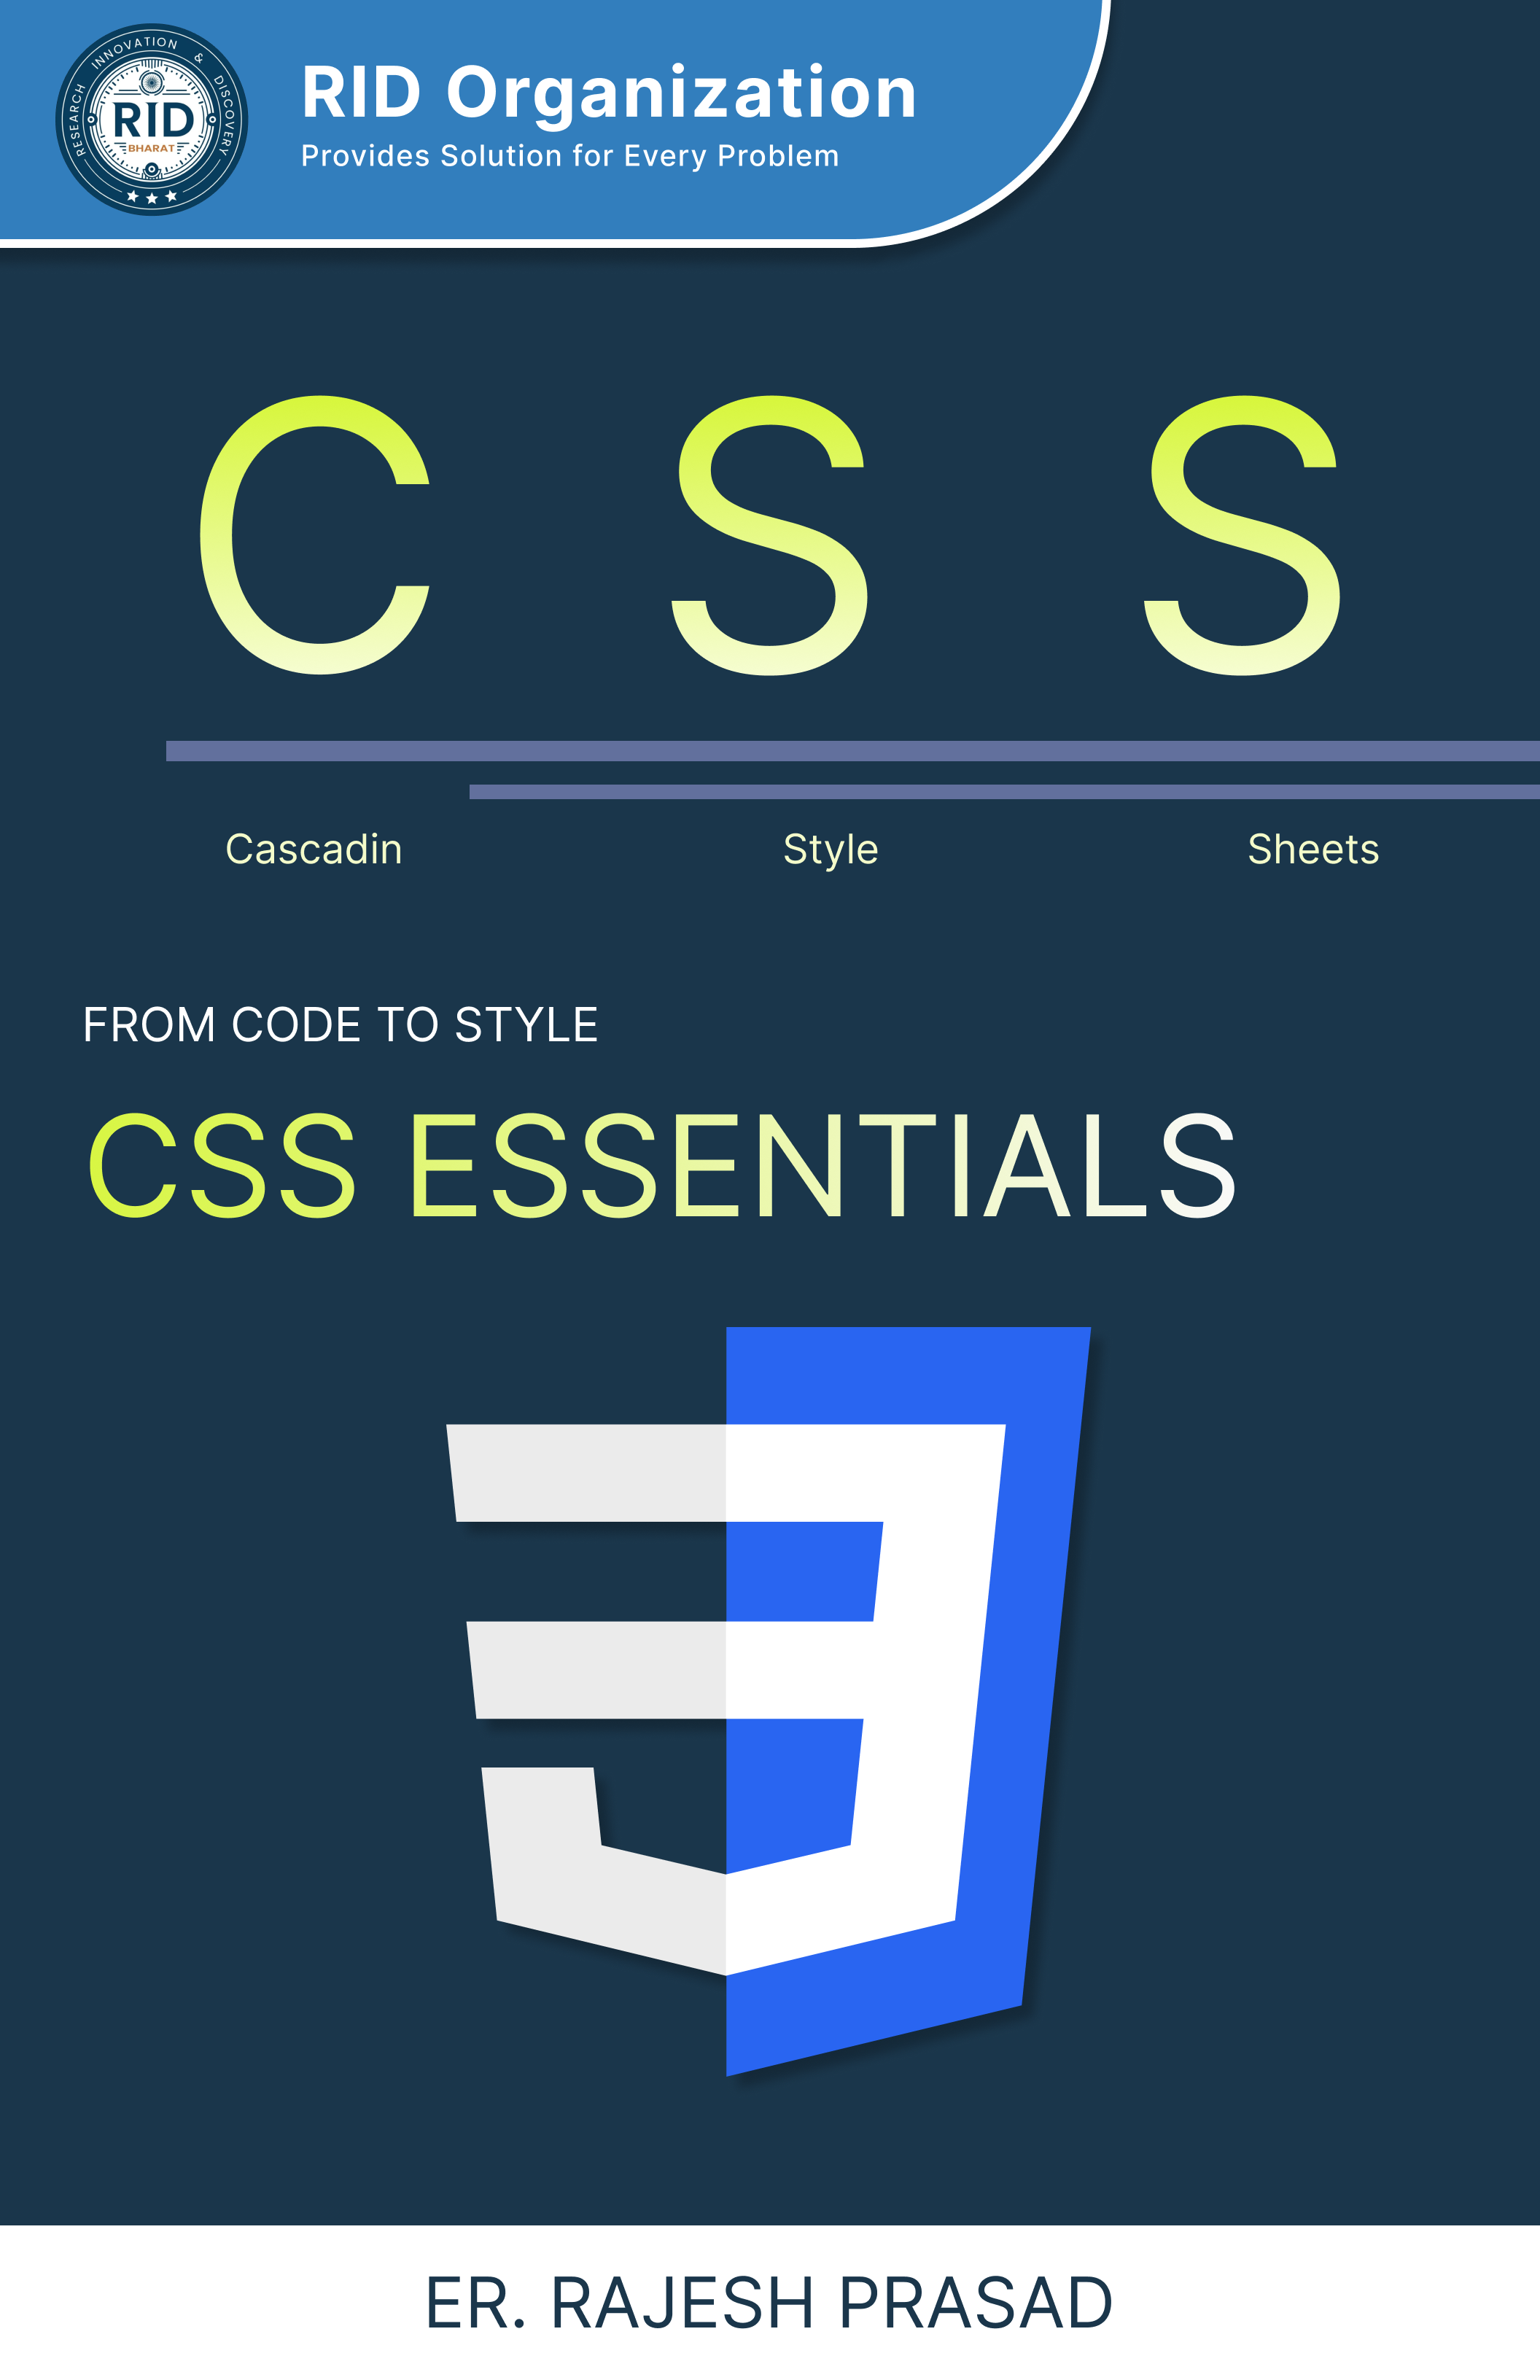 RESEARCH INNOVATION & DISCOVERY
RID
BHARAT
RID Organization
Provides Solution for Every Problem
C S S
Cascadin Style Sheets
FROM CODE TO STYLE
CSS ESSENTIALS
ER. RAJESH PRASAD